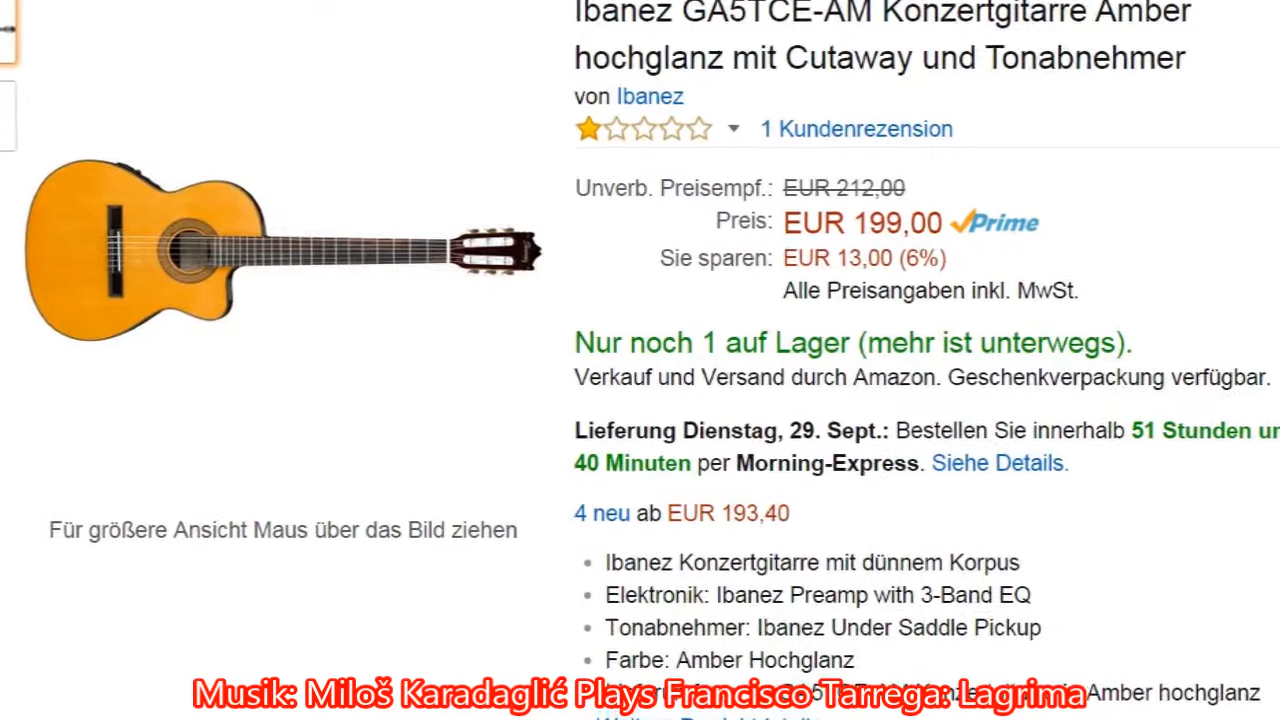 Ibanez GA5TCE-AM Konzertgitarre Amber
hochglanz mit Cutaway und Tonabnehmer
von Ibanez
1 Kundenrezension
Unverb. Preisempf.: EUR 212,00
Preis: EUR 199,00 Prime
Sie sparen: EUR 13,00 (6%)
Alle Preisangaben inkl. MwSt.
Nur noch 1 auf Lager (mehr ist unterwegs).
Verkauf und Versand durch Amazon. Geschenkverpackung verfügbar.
Lieferung Dienstag, 29. Sept.: Bestellen Sie innerhalb 51 Stunden
40 Minuten per Morning-Express. Siehe Details.
4 neu ab EUR 193,40
Für größere Ansicht Maus über das Bild ziehen
Ibanez Konzertgitarre mit dünnem Korpus
Elektronik: Ibanez Preamp with 3-Band EQ
Tonabnehmer: Ibanez Under Saddle Pickup
Farbe: Amber Hochglanz
Amber hochglanz
Musik: Miloš Karadaglić Plays Francisco Tarrega: Lagrima